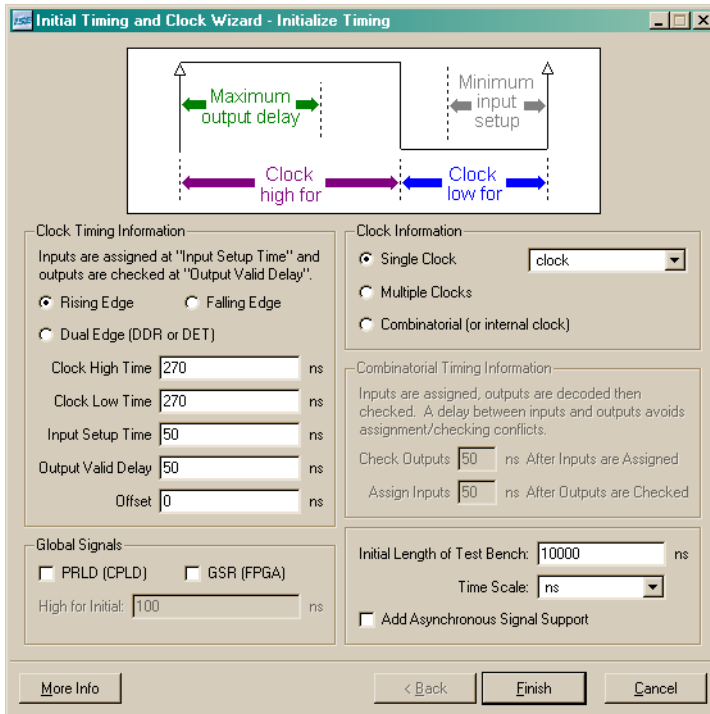 ISE Initial Timing and Clock Wizard - Initialize Timing
Maximum
output delay
Minimum
input
setup
Clock
high for
Clock
low for
Clock Timing Information
Inputs are assigned at "Input Setup Time" and
outputs are checked at "Output Valid Delay".
Rising Edge
Falling Edge
Dual Edge (DDR or DET)
Clock High Time 270 ns
Clock Low Time 270 ns
Input Setup Time 50 ns
Output Valid Delay 50 ns
Offset 0 ns
Global Signals
PRLD (CPLD)
GSR (FPGA)
High for Initial: 100 ns
Clock Information
Single Clock
clock
Multiple Clocks
Combinatorial (or internal clock)
Combinatorial Timing Information
Inputs are assigned, outputs are decoded then
checked. A delay between inputs and outputs avoids
assignment/checking conflicts.
Check Outputs 50 ns After Inputs are Assigned
Assign Inputs 50 ns After Outputs are Checked
Initial Length of Test Bench: 10000 ns
Time Scale: ns
Add Asynchronous Signal Support
More Info
< Back
Finish
Cancel